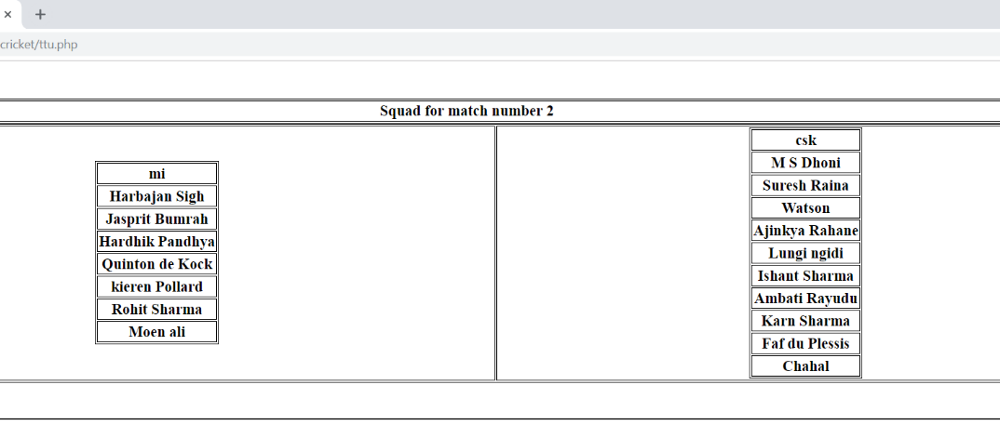 cricket/ttu.php
Squad for match number 2
mi
Harbajan Sigh
Jasprit Bumrah
Hardhik Pandhya
Quinton de Kock
kieren Pollard
Rohit Sharma
Moen ali
csk
M S Dhoni
Suresh Raina
Watson
Ajinkya Rahane
Lungi ngidi
Ishant Sharma
Ambati Rayudu
Karn Sharma
Faf du Plessis
Chahal